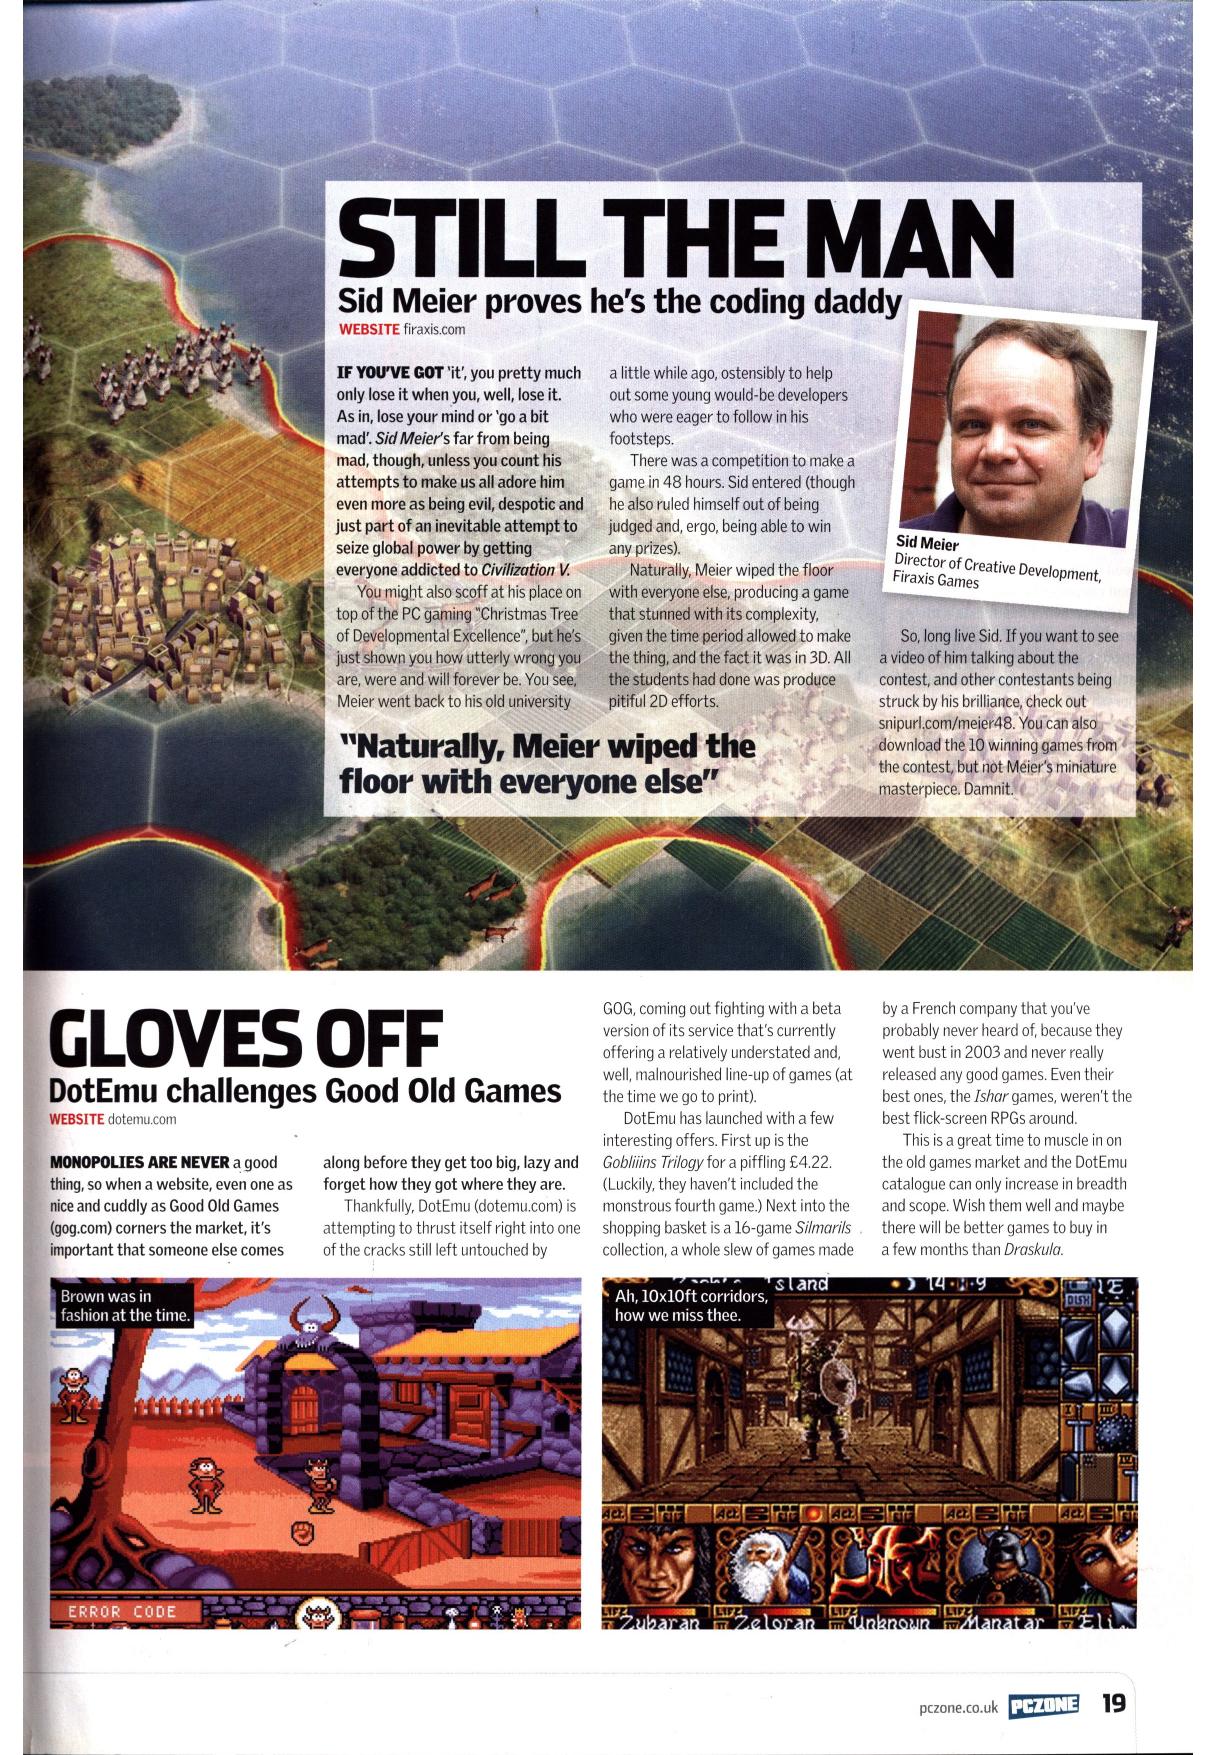 STILL THE MAN
Sid Meier proves he's the coding daddy
WEBSITE firaxis.com
IF YOU'VE GOT 'it', you pretty much
only lose it when you, well, lose it.
As in, lose your mind or 'go a bit
mad'. Sid Meier's far from being
mad, though, unless you count his
attempts to make us all adore him
even more as being evil, despotic and
just part of an inevitable attempt to
seize global power by getting
everyone addicted to Civilization V.
You might also scoff at his place on
top of the PC gaming "Christmas Tree
of Developmental Excellence", but he's
just shown you how utterly wrong you
are, were and will forever be. You see,
Meier went back to his old university
a little while ago, ostensibly to help
out some young would-be developers
who were eager to follow in his
footsteps.
There was a competition to make a
game in 48 hours. Sid entered (though
he also ruled himself out of being
judged and, ergo, being able to win
any prizes).
Naturally, Meier wiped the floor
with everyone else, producing a game
that stunned with its complexity,
given the time period allowed to make
the thing, and the fact it was in 3D. All
the students had done was produce
pitiful 2D efforts.
"Naturally, Meier wiped the
floor with everyone else"
Sid Meier
Director of Creative Development,
Firaxis Games
So, long live Sid. If you want to see
a video of him talking about the
contest, and other contestants being
struck by his brilliance, check out
snipurl.com/meier48. You can also
download the 10 winning games from
the contest, but not Meier's miniature
masterpiece. Damnit.
GLOVES OFF
DotEmu challenges Good Old Games
WEBSITE dotemu.com
MONOPOLIES ARE NEVER a good
thing, so when a website, even one as
nice and cuddly as Good Old Games
(gog.com) corners the market, it's
important that someone else comes
along before they get too big, lazy and
forget how they got where they are.
Thankfully, DotEmu (dotemu.com) is
attempting to thrust itself right into one
of the cracks still left untouched by
GOG, coming out fighting with a beta
version of its service that's currently
offering a relatively understated and,
well, malnourished line-up of games (at
the time we go to print).
DotEmu has launched with a few
interesting offers. First up is the
Gobliiins Trilogy for a piffling £4.22.
(Luckily, they haven't included the
monstrous fourth game.) Next into the
shopping basket is a 16-game Silmarils
collection, a whole slew of games made
by a French company that you've
probably never heard of, because they
went bust in 2003 and never really
released any good games. Even their
best ones, the Ishar games, weren't the
best flick-screen RPGs around.
This is a great time to muscle in on
the old games market and the DotEmu
catalogue can only increase in breadth
and scope. Wish them well and maybe
there will be better games to buy in
a few months than Draskula.
Brown was in
fashion at the time.
ERROR CODE
Ah, 10x10ft corridors,
how we miss thee.
Island
DISK
Act. Act. Act. Act.
Zubaran Zeloran Unknown Manatar Eli
pczone.co.uk PCZONE 19